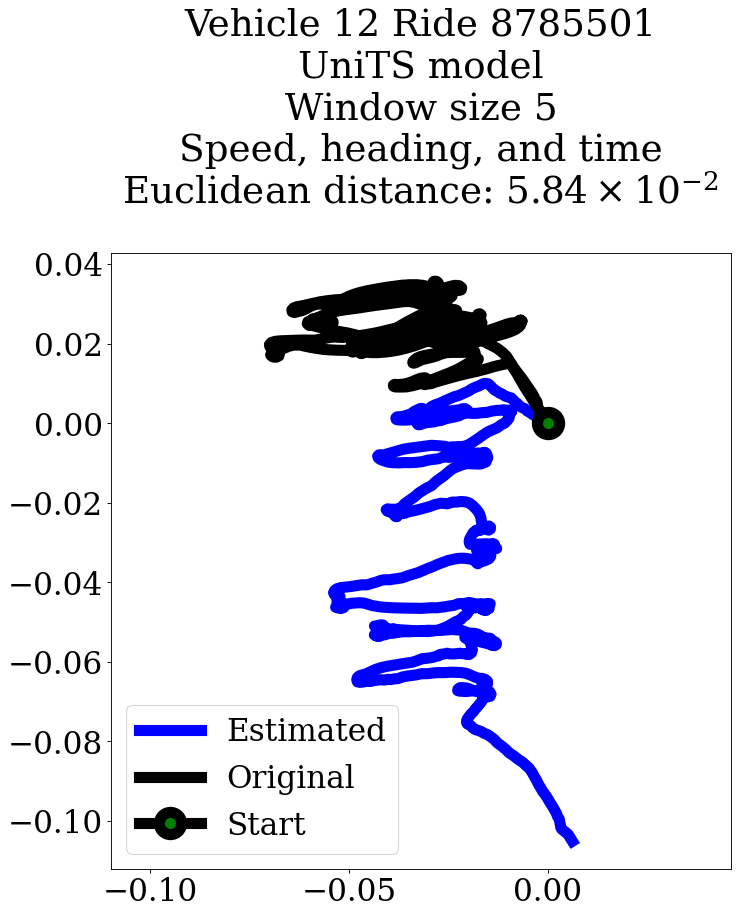 Vehicle 12 Ride 8785501
UniTS model
Window size 5
Speed, heading, and time
Euclidean distance: 5.84 × 10⁻²
0.04
0.02
0.00
−0.02
−0.04
−0.06
−0.08
−0.10
Estimated
Original
Start
−0.10 −0.05 0.00